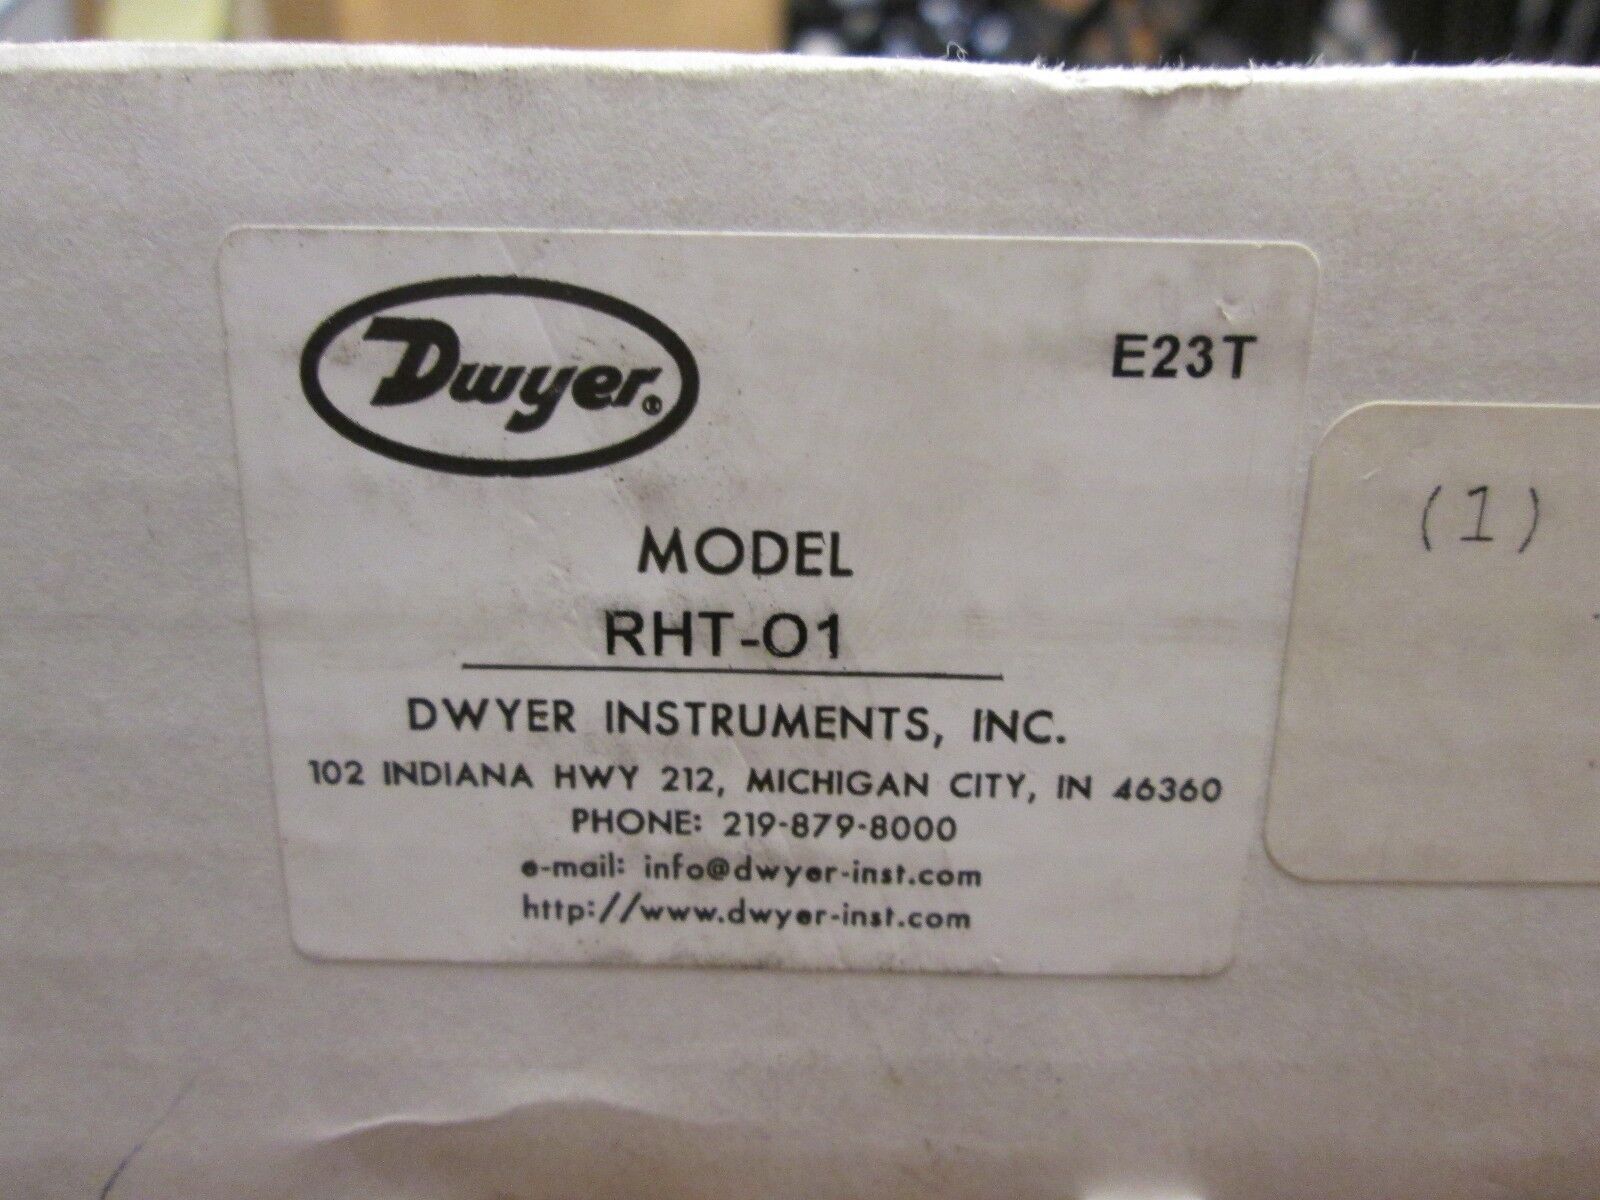 Dwyer®
E23T
MODEL
RHT-01
DWYER INSTRUMENTS, INC.
102 INDIANA HWY 212, MICHIGAN CITY, IN 46360
PHONE: 219-879-8000
e-mail: info@dwyer-inst.com
http://www.dwyer-inst.com
(1)